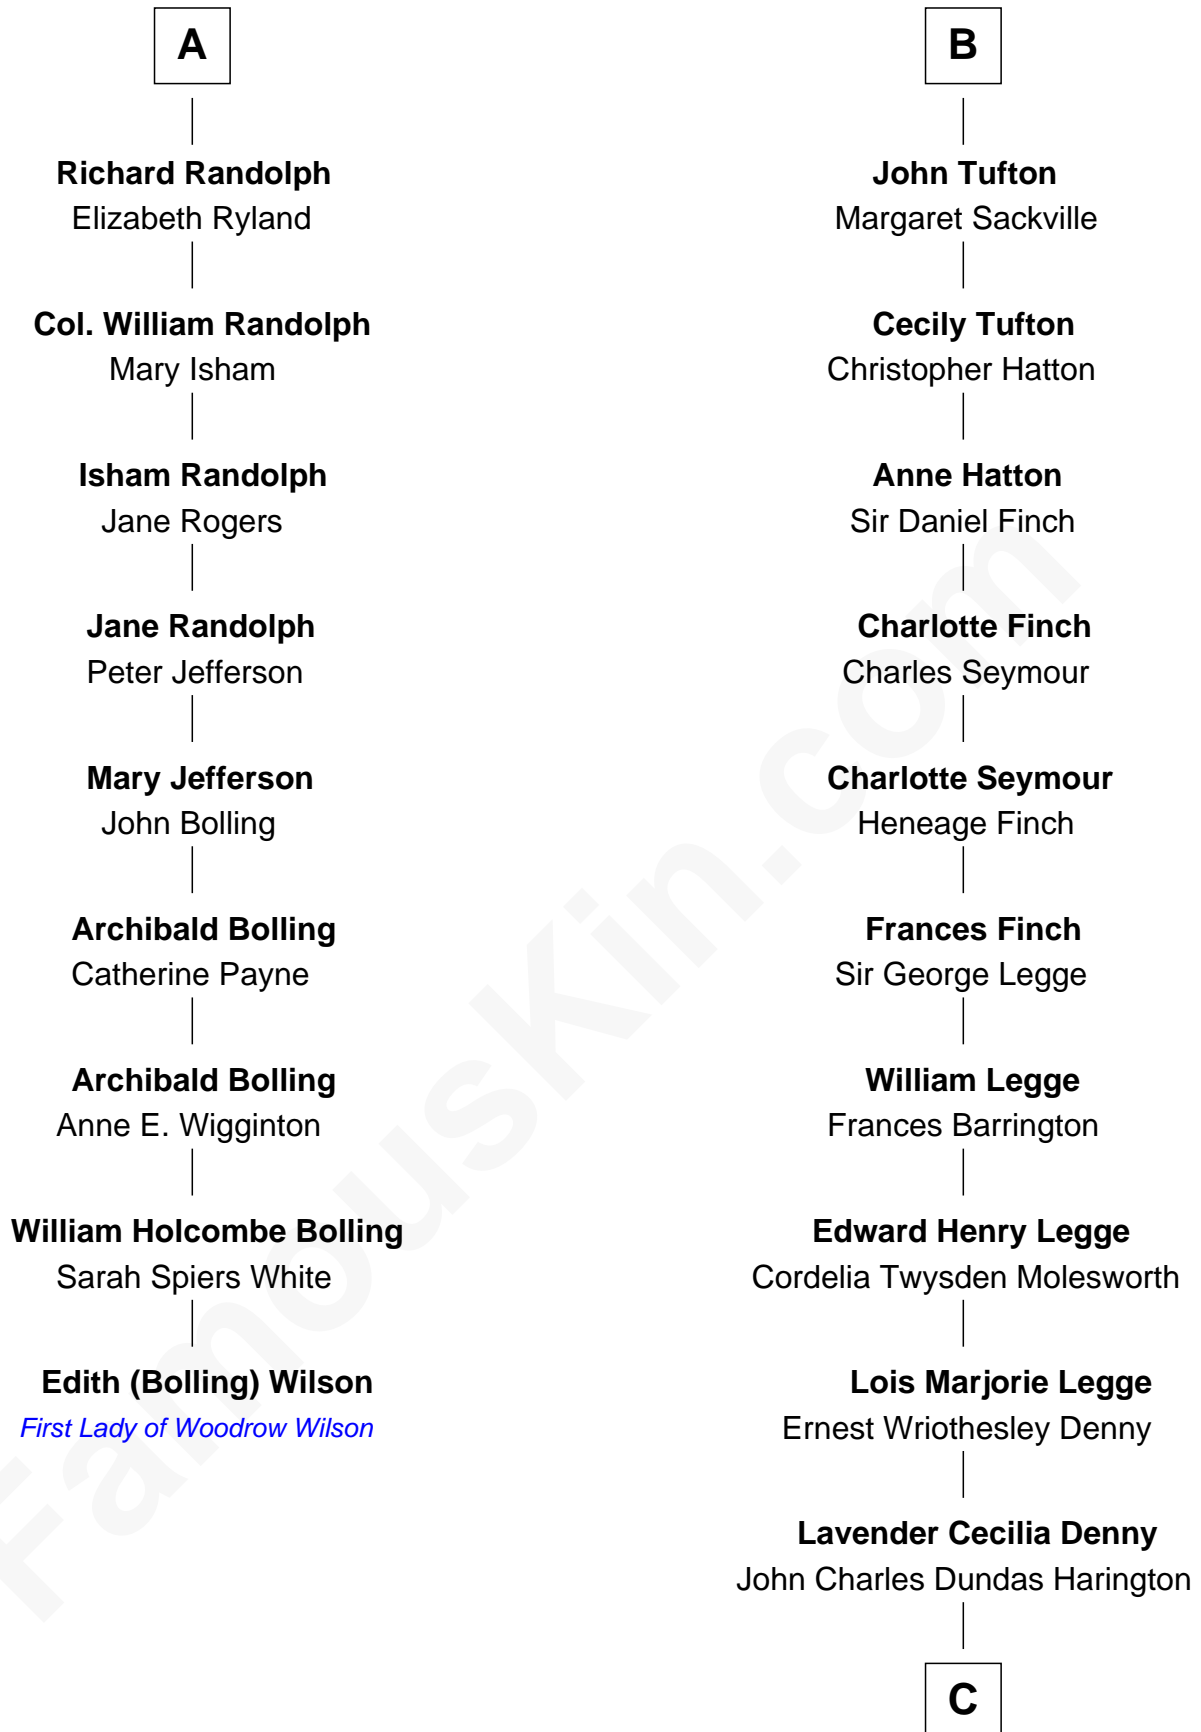 A
Richard Randolph
Elizabeth Ryland
Col. William Randolph
Mary Isham
Isham Randolph
Jane Rogers
Jane Randolph
Peter Jefferson
Mary Jefferson
John Bolling
Archibald Bolling
Catherine Payne
Archibald Bolling
Anne E. Wigginton
William Holcombe Bolling
Sarah Spiers White
Edith (Bolling) Wilson
First Lady of Woodrow Wilson
B
John Tufton
Margaret Sackville
Cecily Tufton
Christopher Hatton
Anne Hatton
Sir Daniel Finch
Charlotte Finch
Charles Seymour
Charlotte Seymour
Heneage Finch
Frances Finch
Sir George Legge
William Legge
Frances Barrington
Edward Henry Legge
Cordelia Twysden Molesworth
Lois Marjorie Legge
Ernest Wriothesley Denny
Lavender Cecilia Denny
John Charles Dundas Harington
C
FamousKin.com